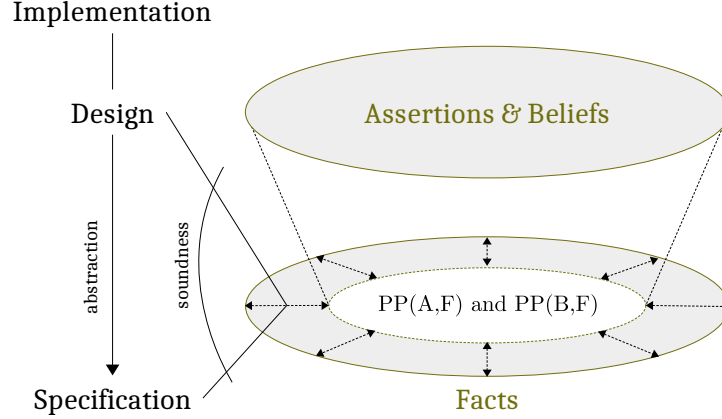 Implementation
Design
Assertions & Beliefs
abstraction
soundness
PP(A,F) and PP(B,F)
Specification
Facts